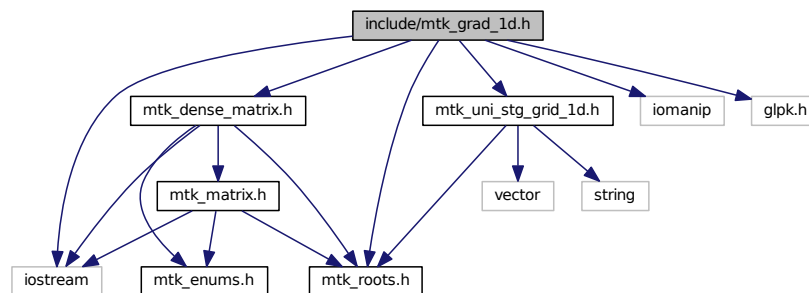 include/mtk_grad_1d.h
mtk_dense_matrix.h
mtk_uni_stg_grid_1d.h
iomanip
glpk.h
mtk_matrix.h
vector
string
iostream
mtk_enums.h
mtk_roots.h